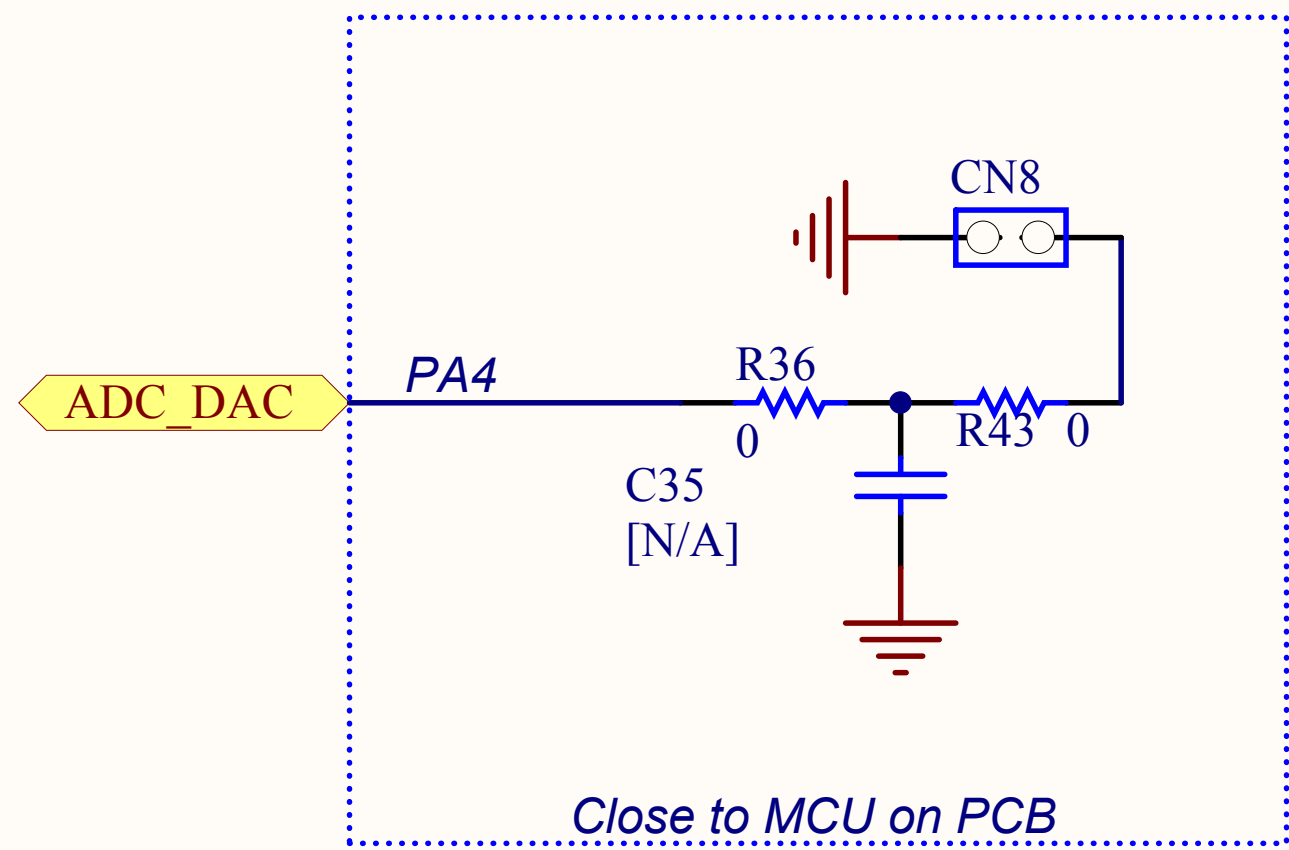 CN8
PA4
ADC_DAC
R36
0
R43
0
C35
[N/A]
Close to MCU on PCB